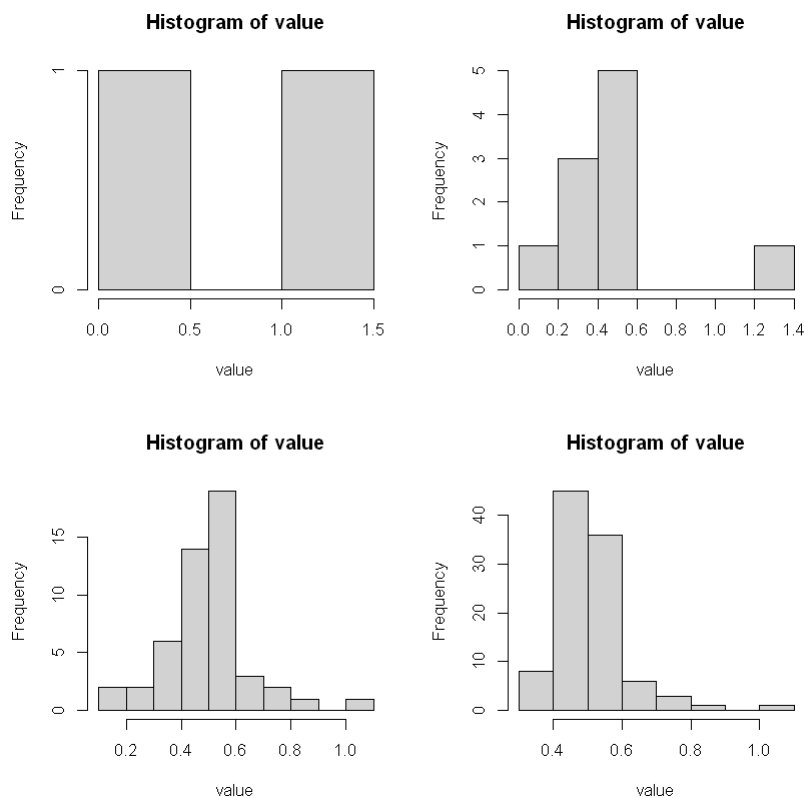 Histogram of value
Frequency
1
0
0.0 0.5 1.0 1.5
value
Histogram of value
Frequency
5
4
3
2
1
0
0.0 0.2 0.4 0.6 0.8 1.0 1.2 1.4
value
Histogram of value
Frequency
15
10
5
0
0.2 0.4 0.6 0.8 1.0
value
Histogram of value
Frequency
40
30
20
10
0
0.4 0.6 0.8 1.0
value